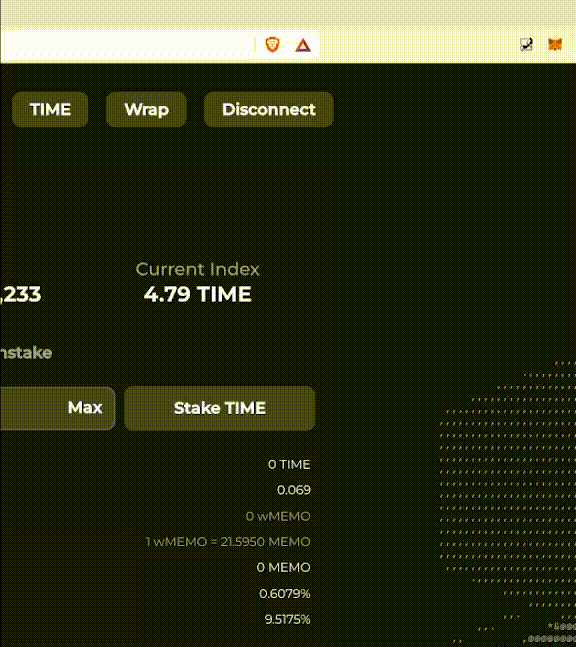 TIME Wrap Disconnect
Current Index
,233 4.79 TIME
nstake
Max Stake TIME
0 TIME
0.069
0 wMEMO
1 wMEMO = 21.5950 MEMO
0 MEMO
0.6079%
9.5175%